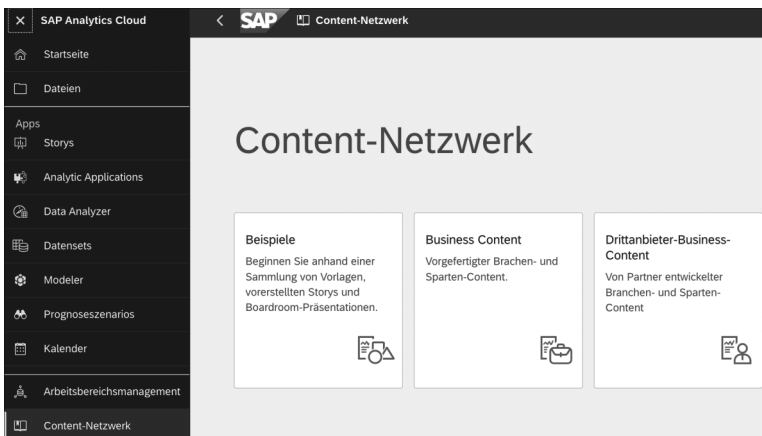 SAP Analytics Cloud
Startseite
Dateien
Apps
Storys
Analytic Applications
Data Analyzer
Datensets
Modeler
Prognoseszenarios
Kalender
Arbeitsbereichsmanagement
Content-Netzwerk
SAP Content-Netzwerk
Content-Netzwerk
Beispiele
Beginnen Sie anhand einer
Sammlung von Vorlagen,
vorerstellten Storys und
Boardroom-Präsentationen.
Business Content
Vorgefertigter Brachen- und
Sparten-Content.
Drittanbieter-Business-
Content
Von Partner entwickelter
Branchen- und Sparten-
Content